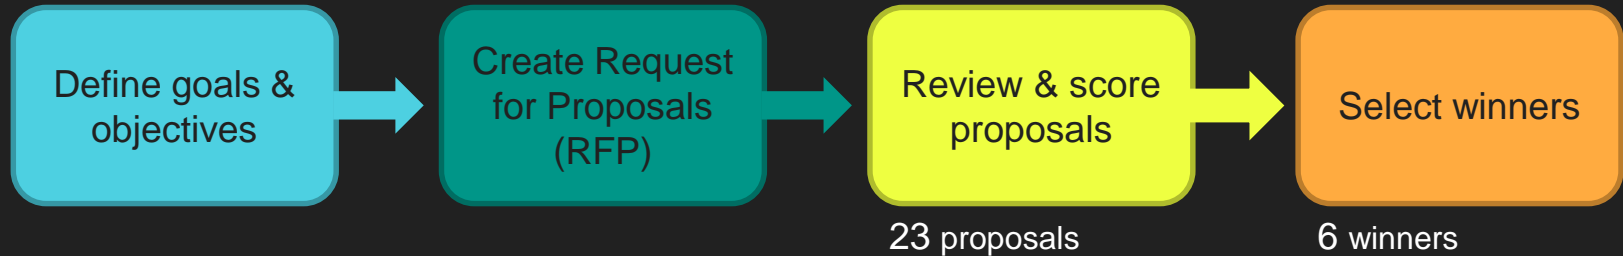 Define goals &
objectives
Create Request
for Proposals
(RFP)
Review & score
proposals
Select winners
23 proposals
6 winners